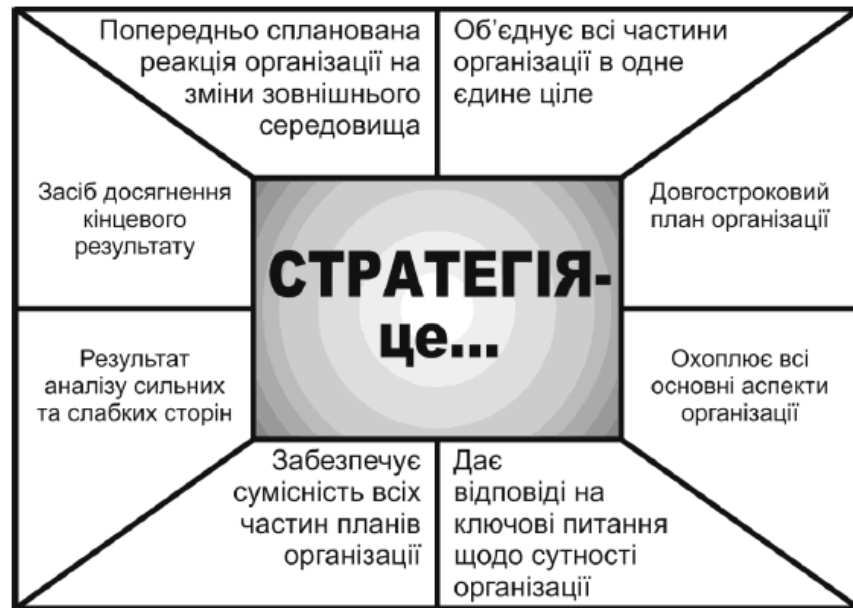 Попередньо спланована
реакція організації на
зміни зовнішнього
середовища
Об’єднує всі частини
організації в одне
єдине ціле
Засіб досягнення
кінцевого
результату
Довгостроковий
план організації
СТРАТЕГІЯ-
це...
Результат
аналізу сильних
та слабких сторін
Охоплює всі
основні аспекти
організації
Забезпечує
сумісність всіх
частин планів
організації
Дає
відповіді на
ключові питання
щодо сутності
організації